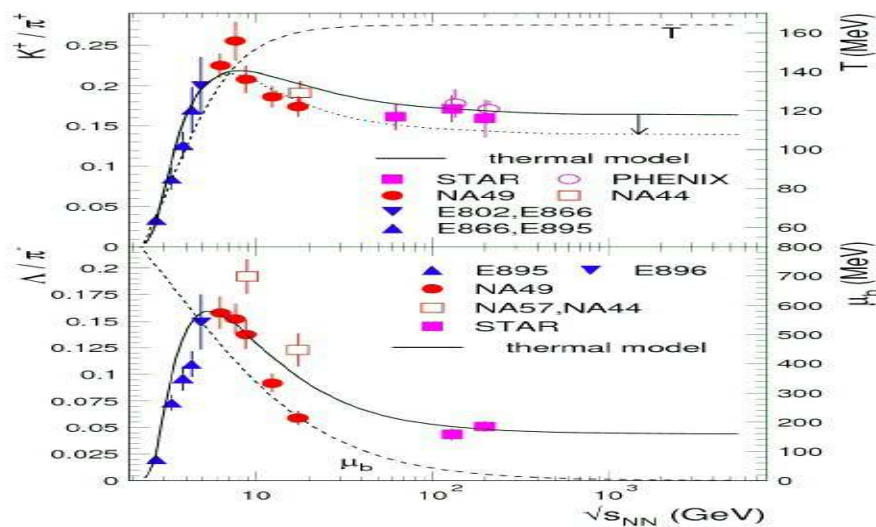 K⁺/π⁺
0.25
0.2
0.15
0.1
0.05
0
T
160
140
120
100
80
60
T (MeV)
thermal model
STAR
PHENIX
NA49
NA44
E802,E866
E866,E895
Λ/π⁻
0.2
0.175
0.15
0.125
0.1
0.075
0.05
0.025
0
E895
E896
NA49
NA57,NA44
STAR
thermal model
μb
800
700
600
500
400
300
200
100
0
μb (MeV)
10
10²
10³
√sNN (GeV)